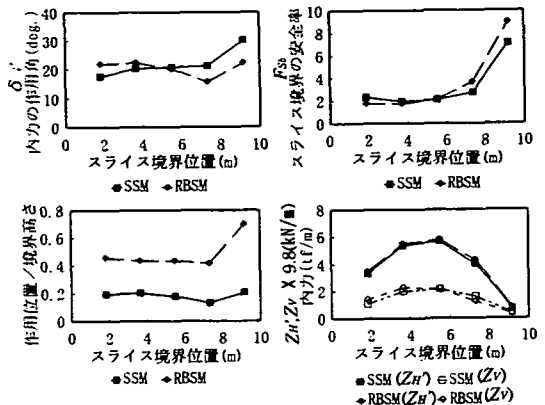 δi'
内力の作用角(dog.)
40
30
20
10
0
0 2 4 6 8 10
スライス境界位置(m)
SSM RBSM
スライス境界の安全率 FSb
10
8
6
4
2
0
0 2 4 6 8 10
スライス境界位置(m)
SSM RBSM
作用位置/境界高さ
0.8
0.6
0.4
0.2
0
0 2 4 6 8 10
スライス境界位置(m)
SSM RBSM
ZH',ZV X 9.8(kN/m)
内力(tf/m)
8
6
4
2
0
0 2 4 6 8 10
スライス境界位置(m)
SSM(ZH') SSM(ZV)
RBSM(ZH') RBSM(ZV)